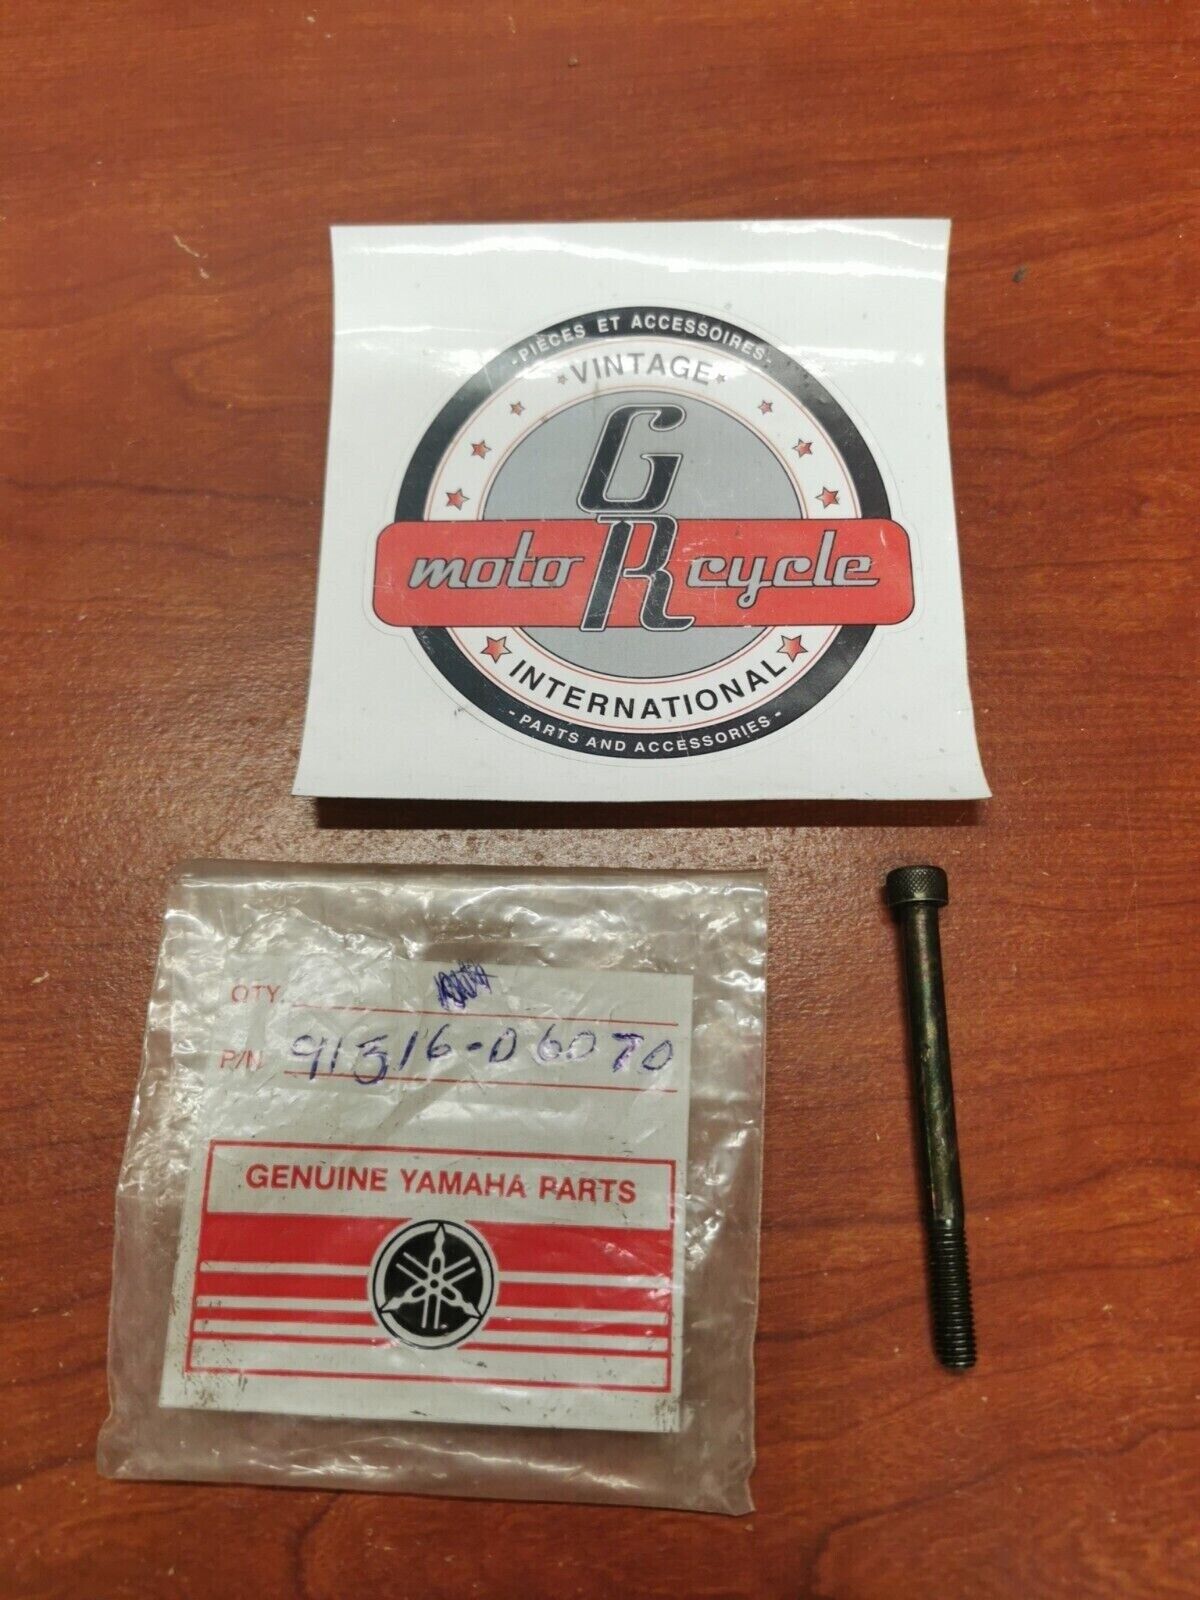 -PIÈCES ET ACCESSOIRES-
VINTAGE
G
moto R cycle
INTERNATIONAL
- PARTS AND ACCESSORIES -
QTY.
P/N 91316-06070
GENUINE YAMAHA PARTS